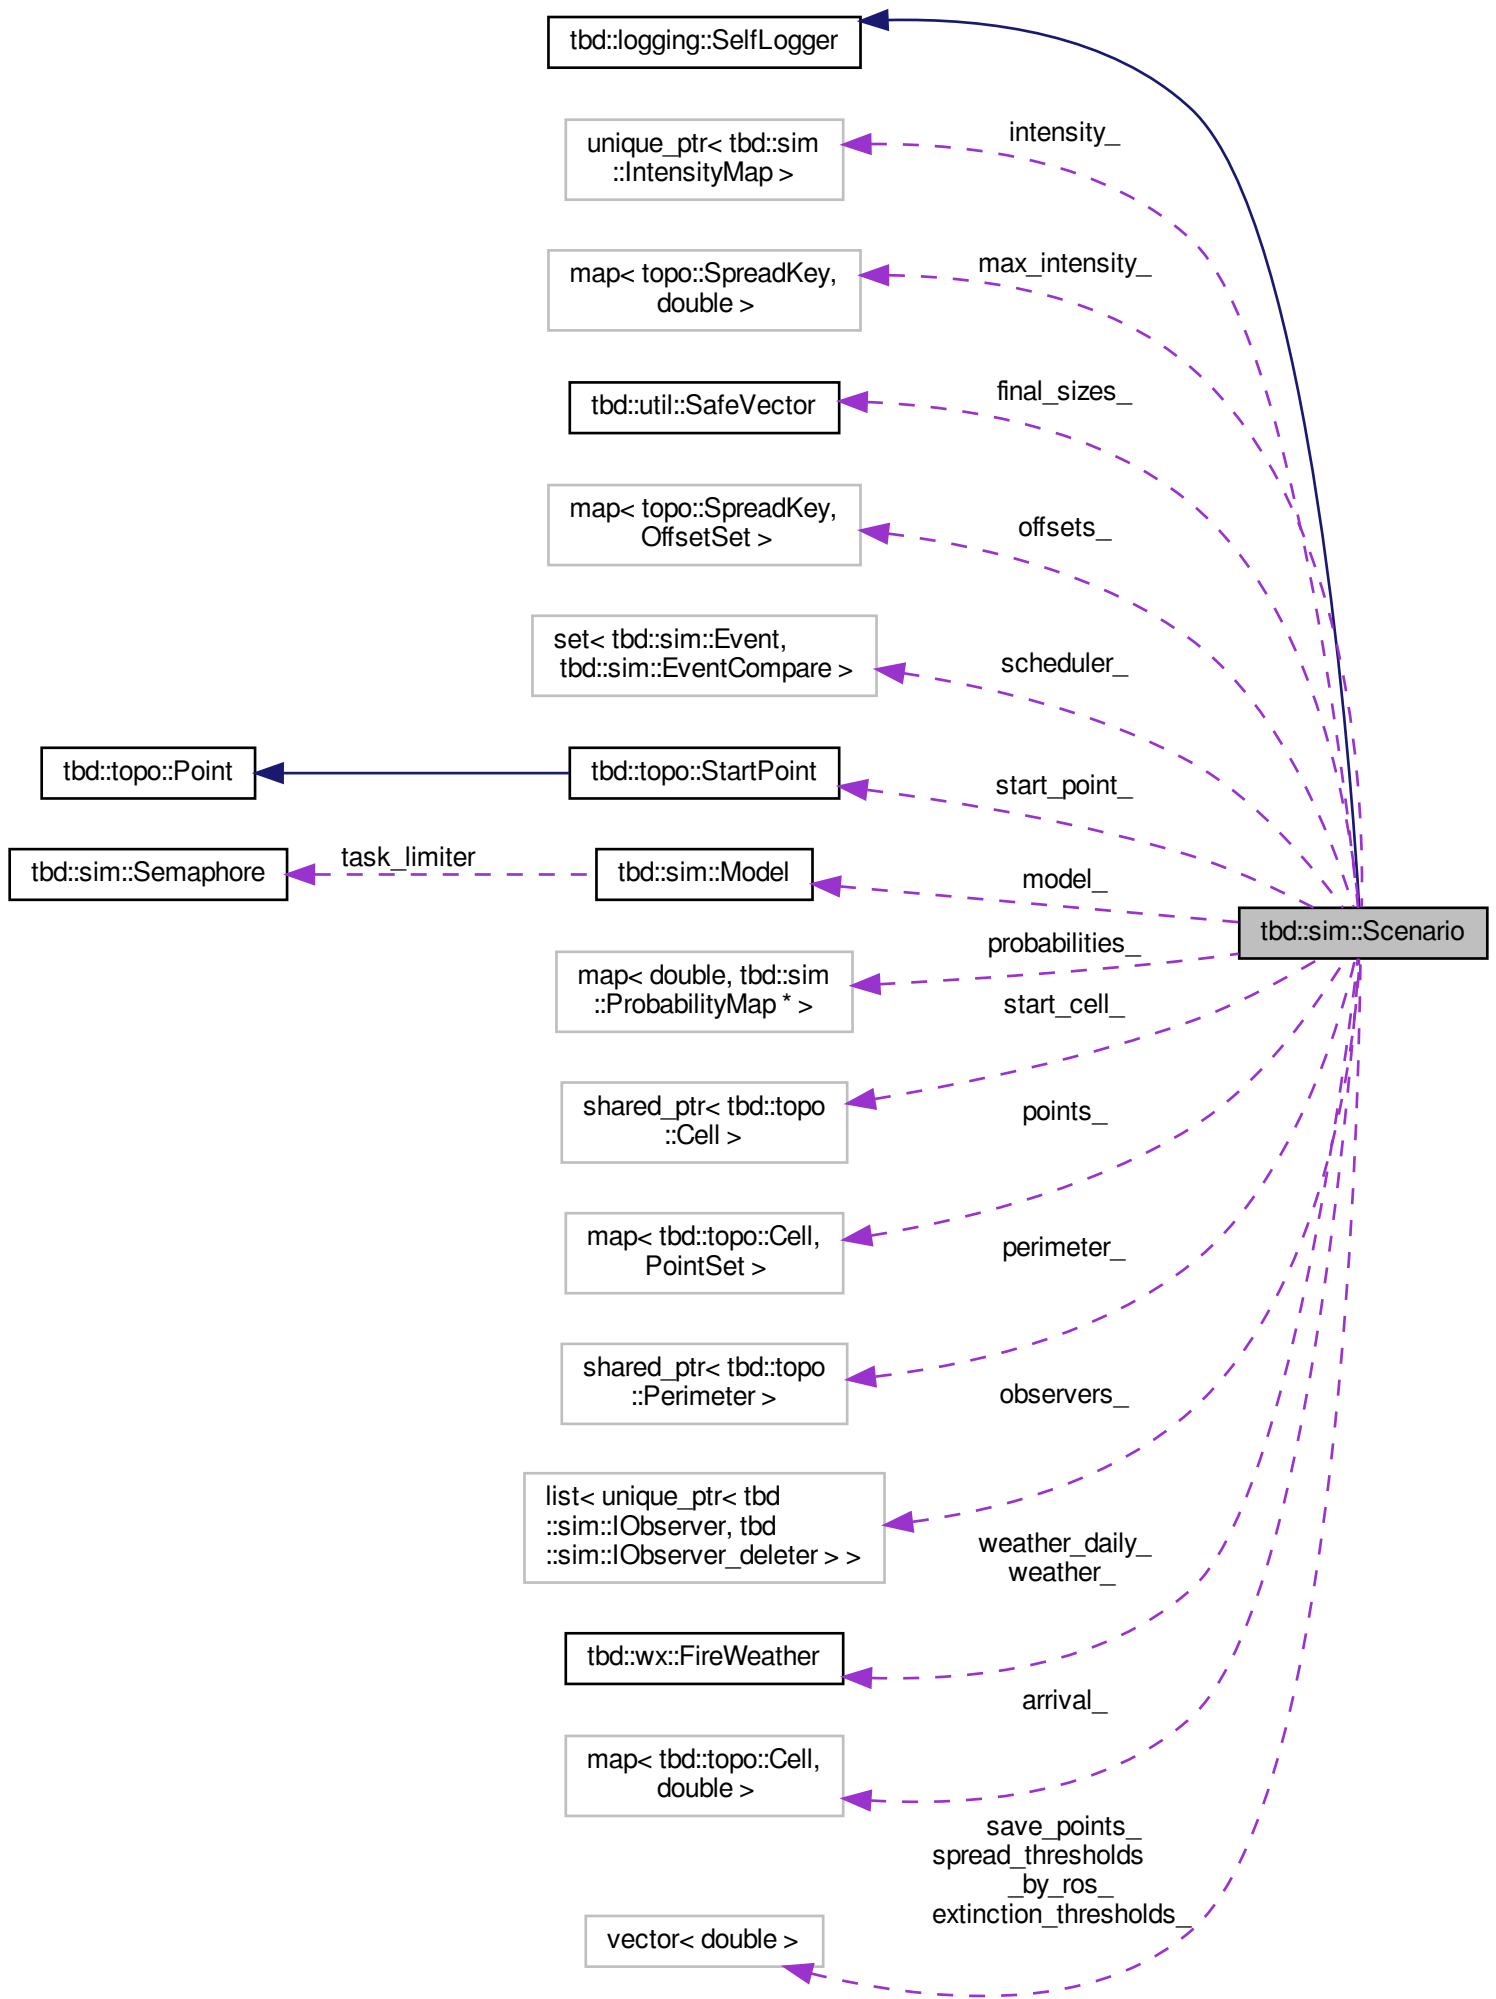 tbd::logging::SelfLogger
intensity_
unique_ptr< tbd::sim
::IntensityMap >
max_intensity_
map< topo::SpreadKey,
double >
final_sizes_
tbd::util::SafeVector
map< topo::SpreadKey,
OffsetSet >
offsets_
set< tbd::sim::Event,
tbd::sim::EventCompare >
scheduler_
tbd::topo::Point
tbd::topo::StartPoint
start_point_
tbd::sim::Semaphore
task_limiter
tbd::sim::Model
model_
tbd::sim::Scenario
probabilities_
map< double, tbd::sim
::ProbabilityMap * >
start_cell_
shared_ptr< tbd::topo
::Cell >
points_
map< tbd::topo::Cell,
PointSet >
perimeter_
shared_ptr< tbd::topo
::Perimeter >
observers_
list< unique_ptr< tbd
::sim::IObserver, tbd
::sim::IObserver_deleter > >
weather_daily_
weather_
tbd::wx::FireWeather
arrival_
map< tbd::topo::Cell,
double >
save_points_
spread_thresholds
_by_ros_
extinction_thresholds_
vector< double >